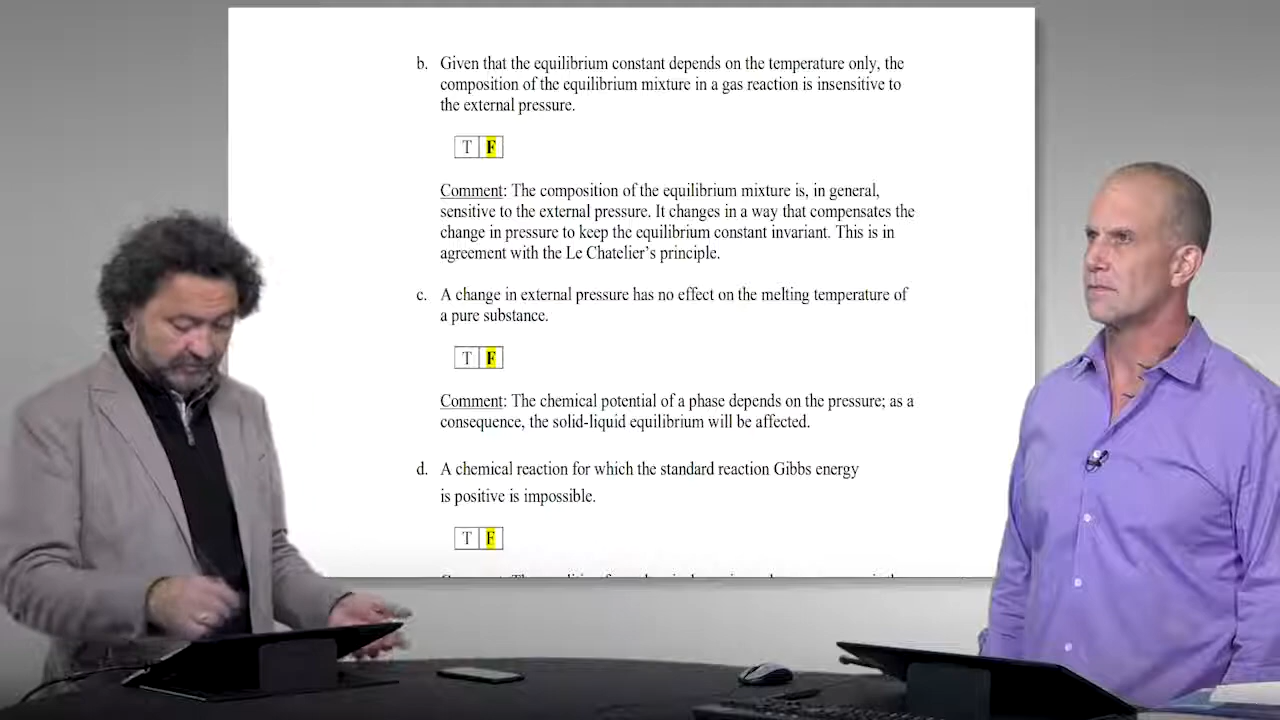 b. Given that the equilibrium constant depends on the temperature only, the
composition of the equilibrium mixture in a gas reaction is insensitive to
the external pressure.
T F
Comment: The composition of the equilibrium mixture is, in general,
sensitive to the external pressure. It changes in a way that compensates the
change in pressure to keep the equilibrium constant invariant. This is in
agreement with the Le Chatelier's principle.
c. A change in external pressure has no effect on the melting temperature of
a pure substance.
T F
Comment: The chemical potential of a phase depends on the pressure; as a
consequence, the solid-liquid equilibrium will be affected.
d. A chemical reaction for which the standard reaction Gibbs energy
is positive is impossible.
T F